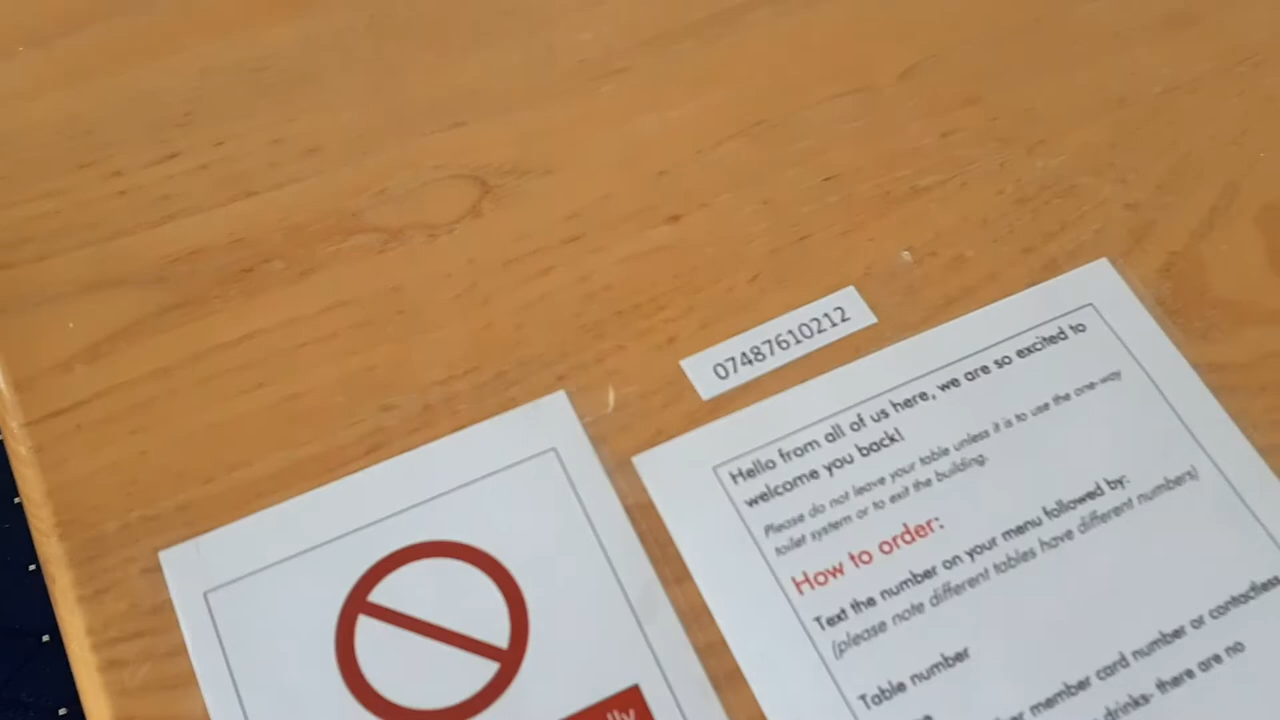 07487610212
Hello from all of us here, we are so excited to
welcome you back!
Please do not leave your table unless it is to use the one-way
toilet system or to exit the building.
How to order:
Text the number on your menu followed by:
(please note different tables have different numbers)
Table number
member card number or contactless
drinks- there are no